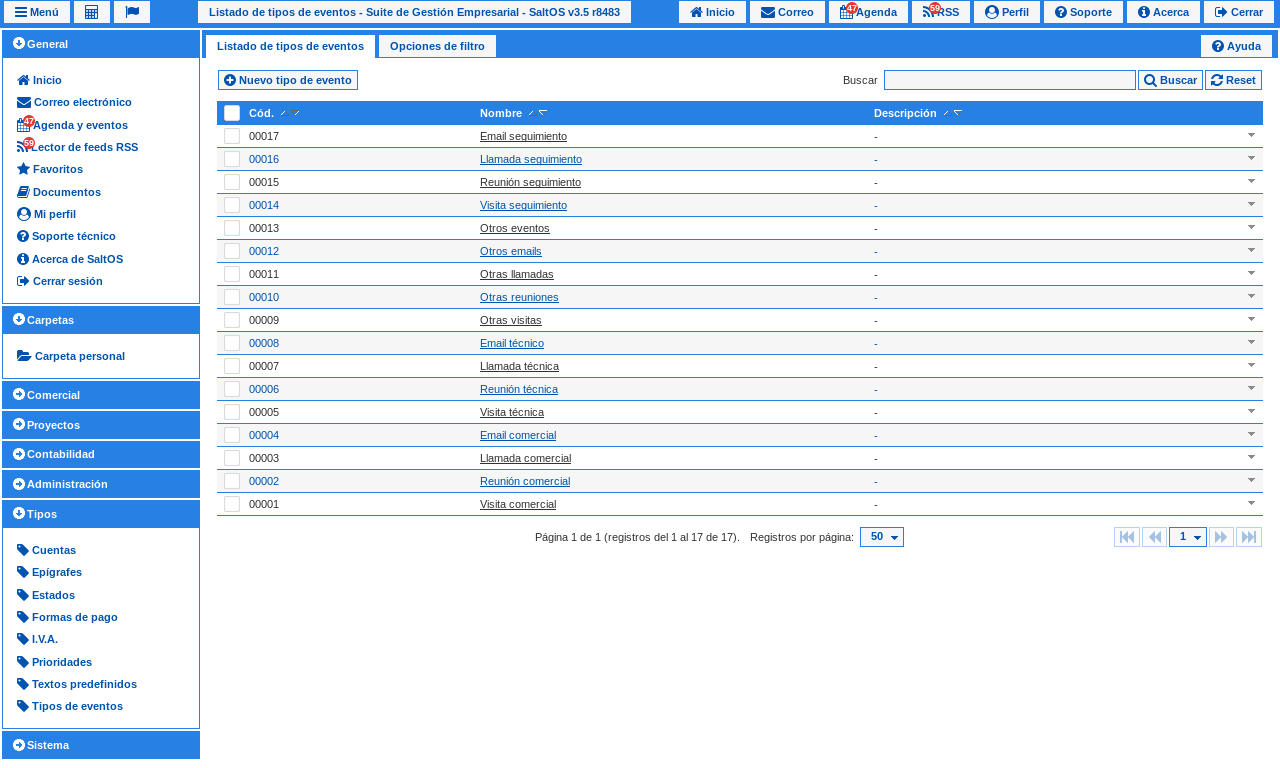 Menú
Listado de tipos de eventos - Suite de Gestión Empresarial - SaltOS v3.5 r8483
Inicio
Correo
47
Agenda
59
RSS
Perfil
Soporte
Acerca
Cerrar
General
Inicio
Correo electrónico
47
Agenda y eventos
59
Lector de feeds RSS
Favoritos
Documentos
Mi perfil
Soporte técnico
Acerca de SaltOS
Cerrar sesión
Carpetas
Carpeta personal
Comercial
Proyectos
Contabilidad
Administración
Tipos
Cuentas
Epígrafes
Estados
Formas de pago
I.V.A.
Prioridades
Textos predefinidos
Tipos de eventos
Sistema
Listado de tipos de eventos
Opciones de filtro
Ayuda
Nuevo tipo de evento
Buscar
Buscar
Reset
Cód. Nombre Descripción
00017 Email seguimiento -
00016 Llamada seguimiento -
00015 Reunión seguimiento -
00014 Visita seguimiento -
00013 Otros eventos -
00012 Otros emails -
00011 Otras llamadas -
00010 Otras reuniones -
00009 Otras visitas -
00008 Email técnico -
00007 Llamada técnica -
00006 Reunión técnica -
00005 Visita técnica -
00004 Email comercial -
00003 Llamada comercial -
00002 Reunión comercial -
00001 Visita comercial -
Página 1 de 1 (registros del 1 al 17 de 17). Registros por página: 50
1